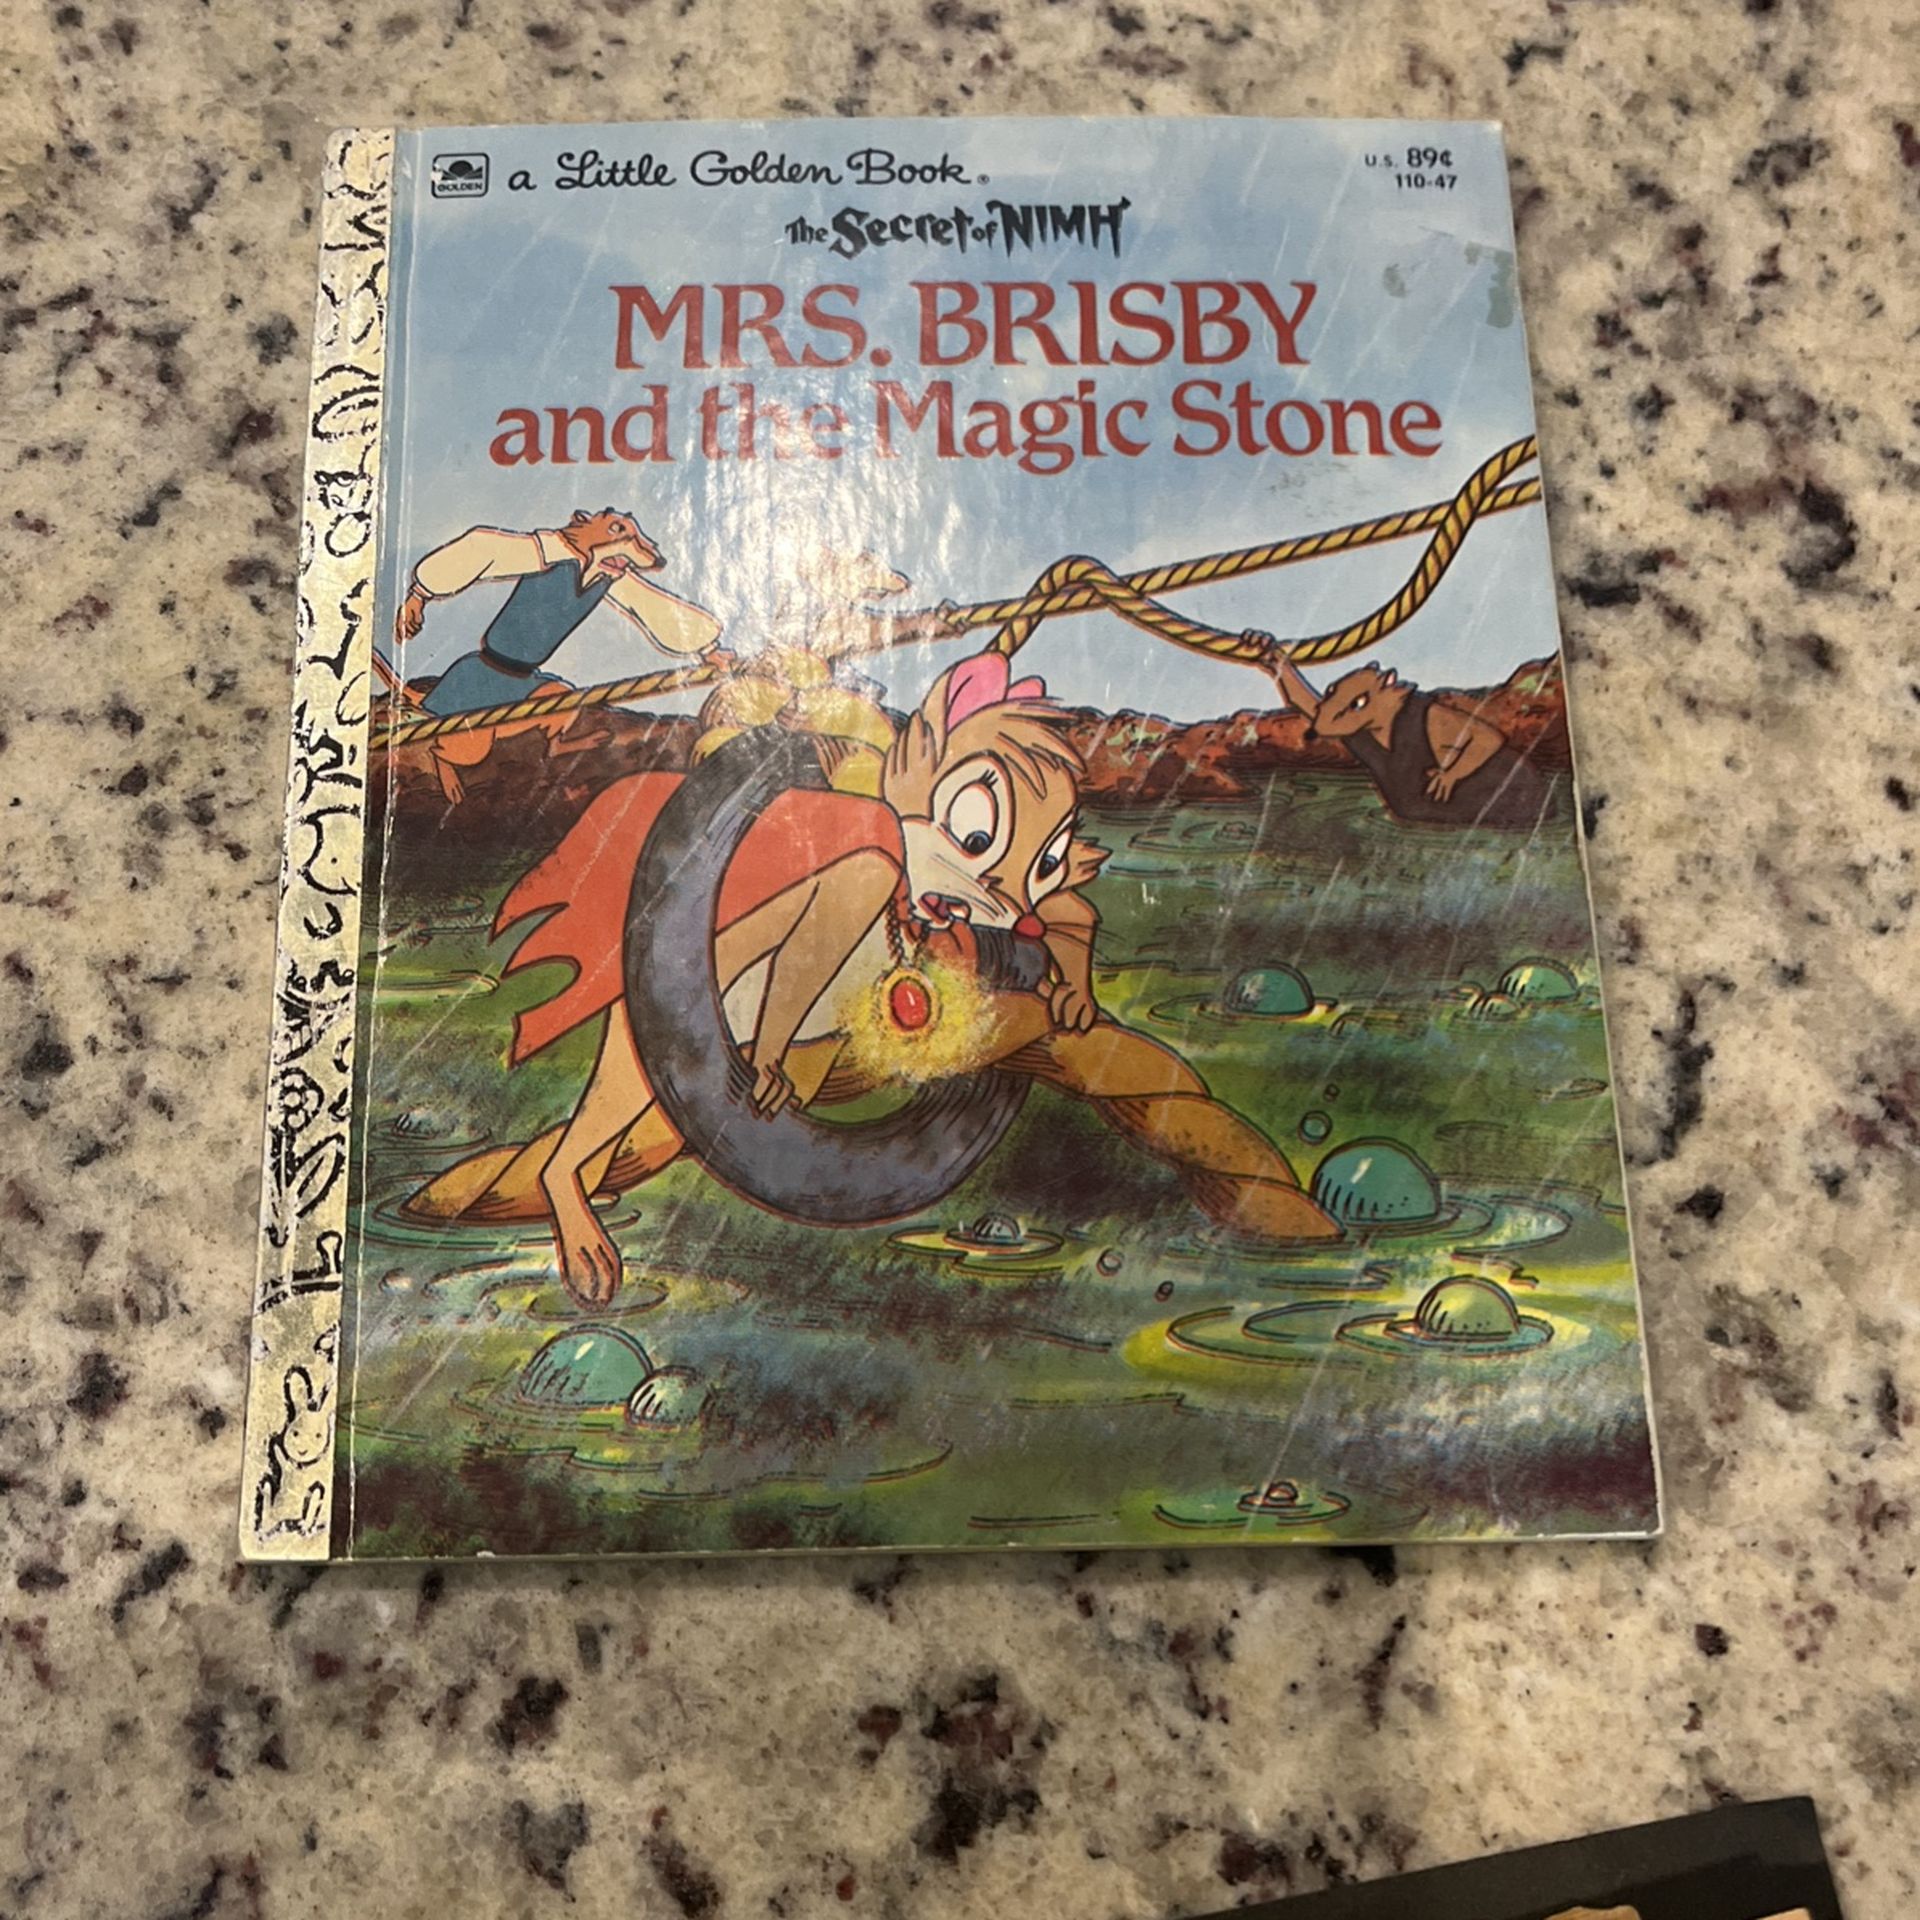 GOLDEN
a Little Golden Book®
U.S. 89¢
110-47
The Secret of NIMH
MRS. BRISBY
and the Magic Stone